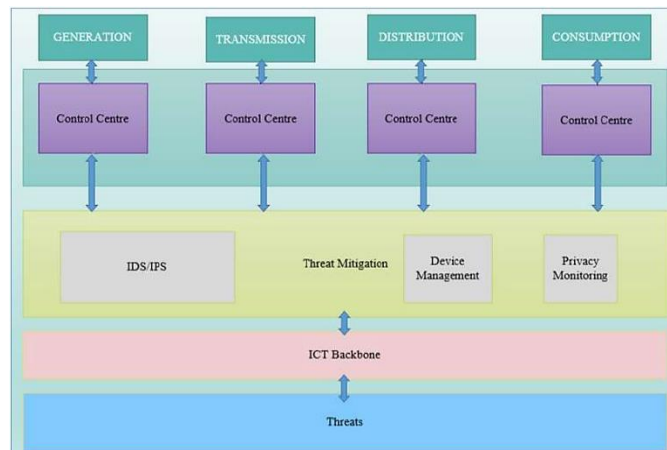 GENERATION
TRANSMISSION
DISTRIBUTION
CONSUMPTION
Control Centre
Control Centre
Control Centre
Control Centre
IDS/IPS
Threat Mitigation
Device
Management
Privacy
Monitoring
ICT Backbone
Threats